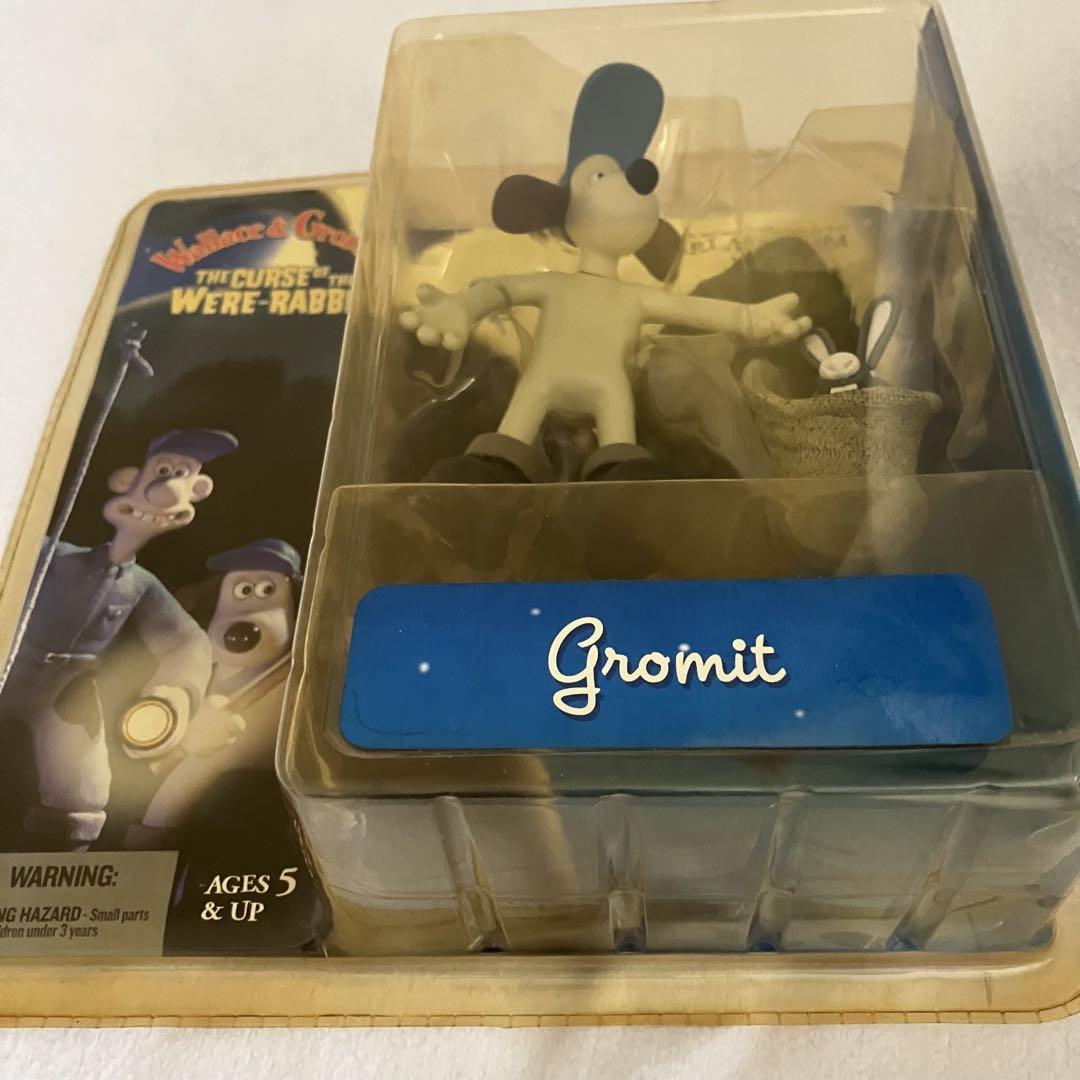 Wallace & Gro
THE CURSE OF THE
WERE-RABB
Gromit
WARNING:
NG HAZARD - Small parts
dren under 3 years
AGES 5
& UP